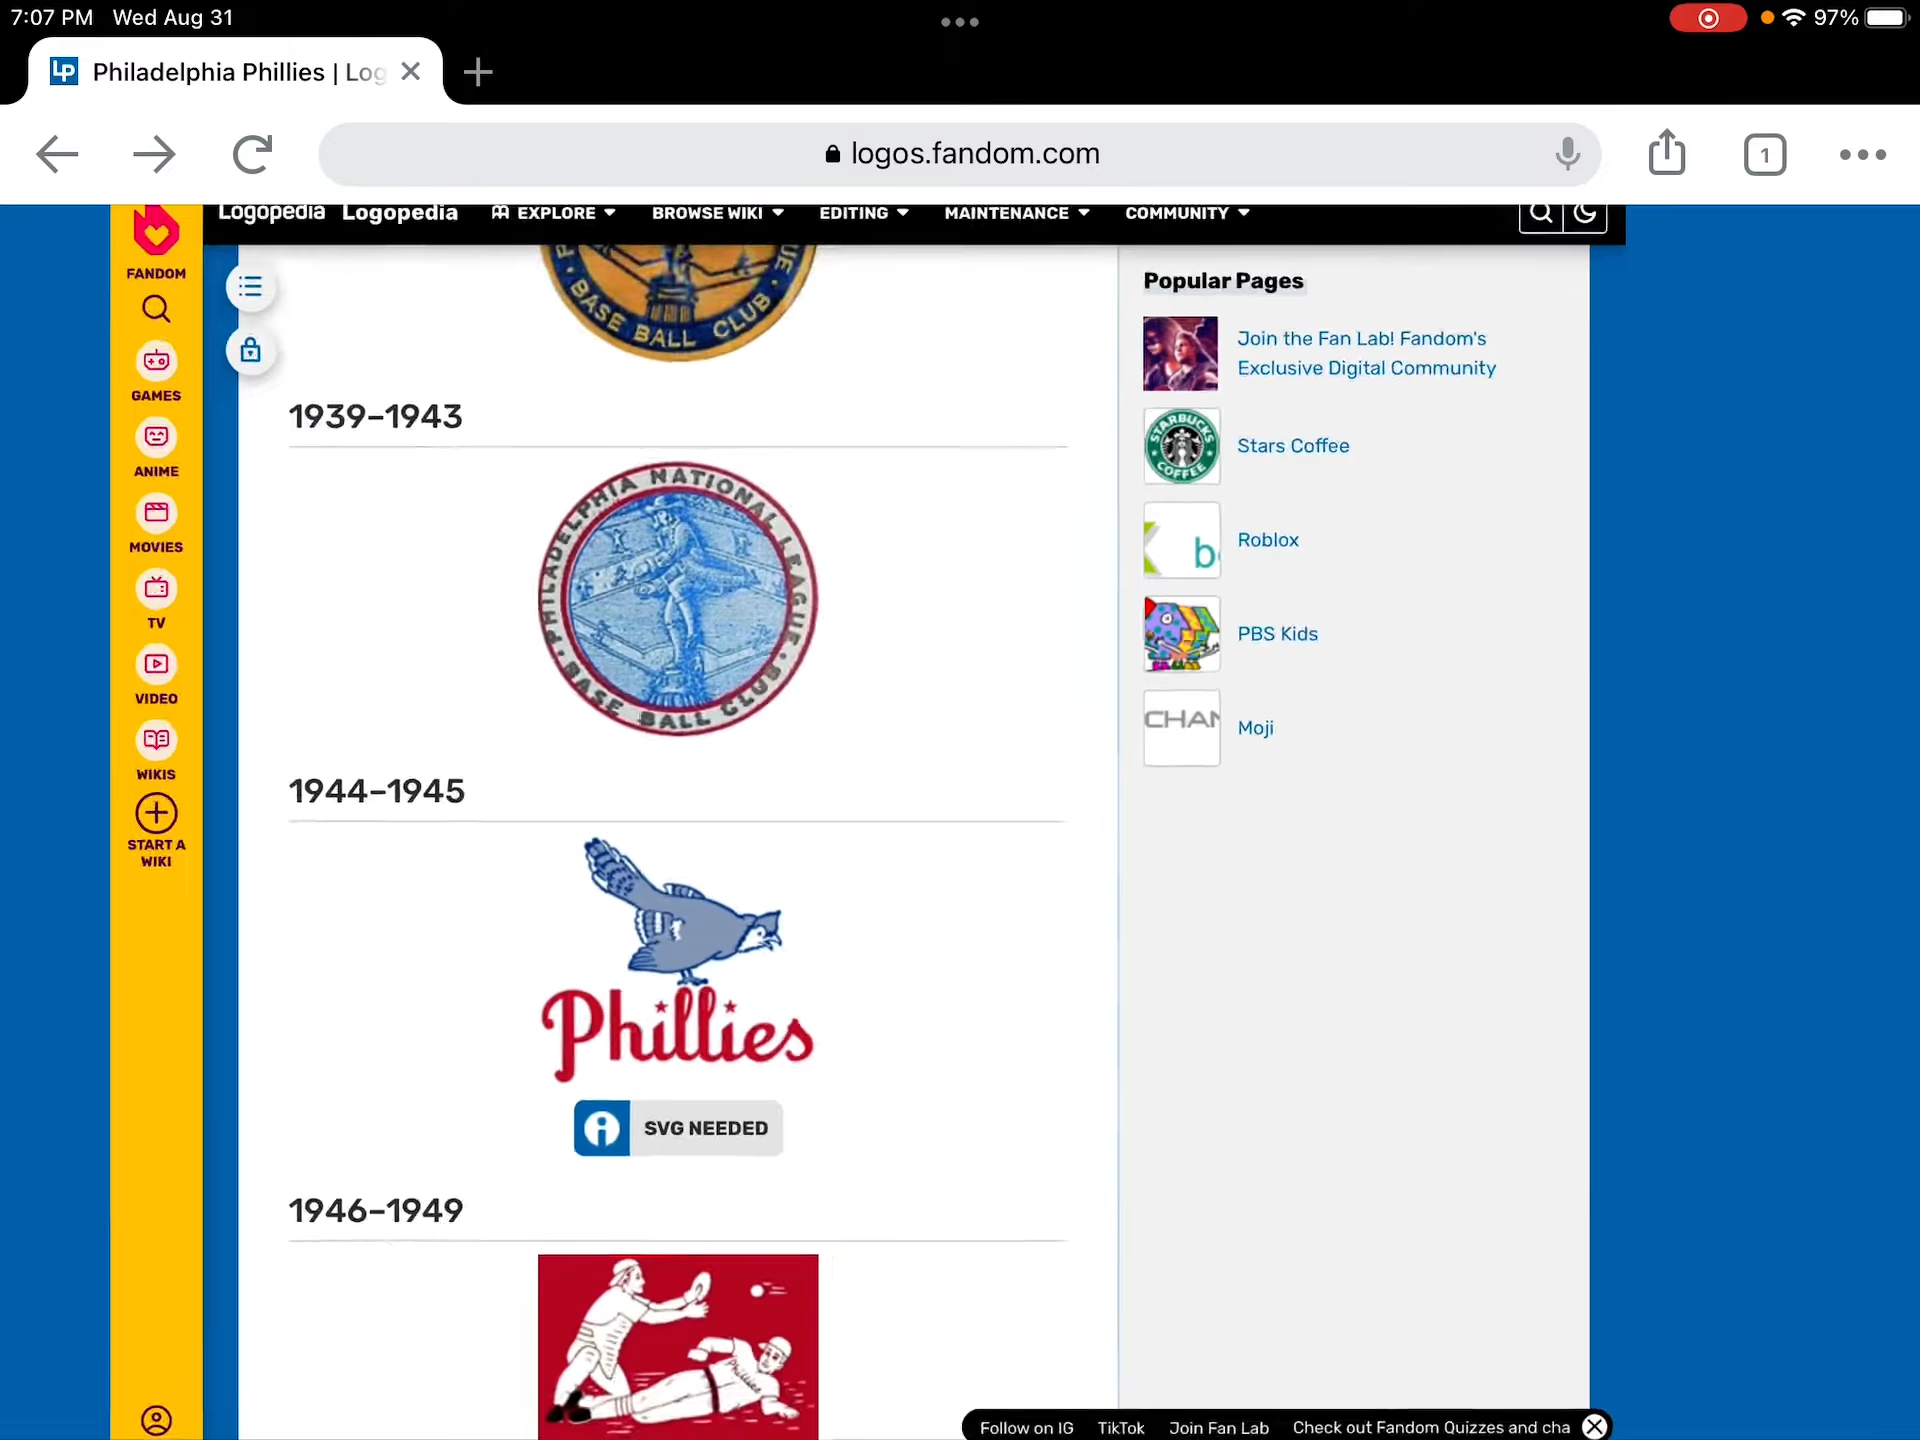 7:07 PM Wed Aug 31
97%
LP Philadelphia Phillies | Log
logos.fandom.com
1
Logopedia Logopedia EXPLORE BROWSE WIKI EDITING MAINTENANCE COMMUNITY
FANDOM
GAMES
ANIME
MOVIES
TV
VIDEO
WIKIS
START A
WIKI
BASE BALL CLUB
1939–1943
PHILADELPHIA NATIONAL LEAGUE
BASE BALL CLUB
1944–1945
Phillies
SVG NEEDED
1946–1949
Phillies
Popular Pages
Join the Fan Lab! Fandom's
Exclusive Digital Community
STARBUCKS
COFFEE
Stars Coffee
b
Roblox
PBS Kids
CHAN
Moji
Follow on IG TikTok Join Fan Lab Check out Fandom Quizzes and cha